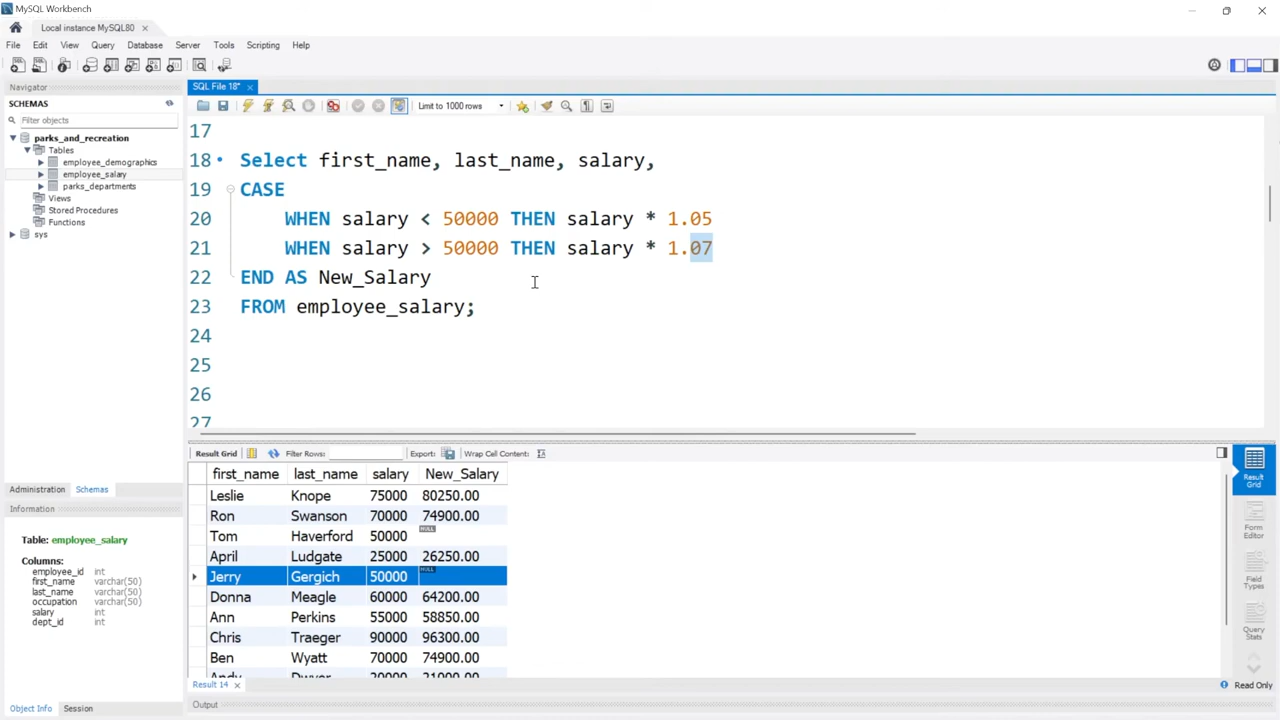 MySQL Workbench
Local instance MySQL80
File Edit View Query Database Server Tools Scripting Help
Navigator
SCHEMAS
Filter objects
parks_and_recreation
Tables
employee_demographics
employee_salary
parks_departments
Views
Stored Procedures
Functions
sys
Administration Schemas
Information
Table: employee_salary
Columns:
employee_id int
first_name varchar(50)
last_name varchar(50)
occupation varchar(50)
salary int
dept_id int
Object Info Session
SQL File 18*
Limit to 1000 rows
17
18 Select first_name, last_name, salary,
19 CASE
20 WHEN salary < 50000 THEN salary * 1.05
21 WHEN salary > 50000 THEN salary * 1.07
22 END AS New_Salary
23 FROM employee_salary;
24
25
26
27
Result Grid Filter Rows: Export: Wrap Cell Content:
first_name last_name salary New_Salary
Leslie Knope 75000 80250.00
Ron Swanson 70000 74900.00
Tom Haverford 50000 NULL
April Ludgate 25000 26250.00
Jerry Gergich 50000 NULL
Donna Meagle 60000 64200.00
Ann Perkins 55000 58850.00
Chris Traeger 90000 96300.00
Ben Wyatt 70000 74900.00
Andy Dwyer 20000 21000.00
Result 14
Output
Result Grid
Form Editor
Field Types
Query Stats
Read Only